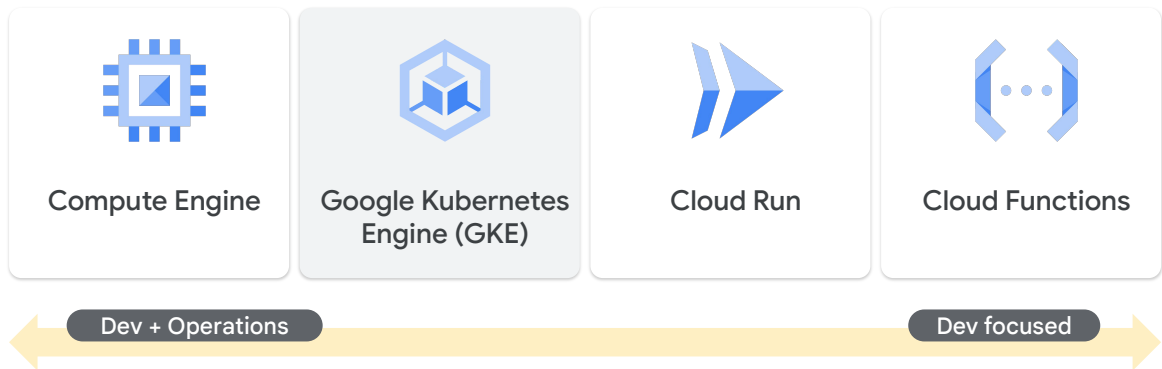 Compute Engine
Google Kubernetes
Engine (GKE)
Cloud Run
Cloud Functions
Dev + Operations
Dev focused